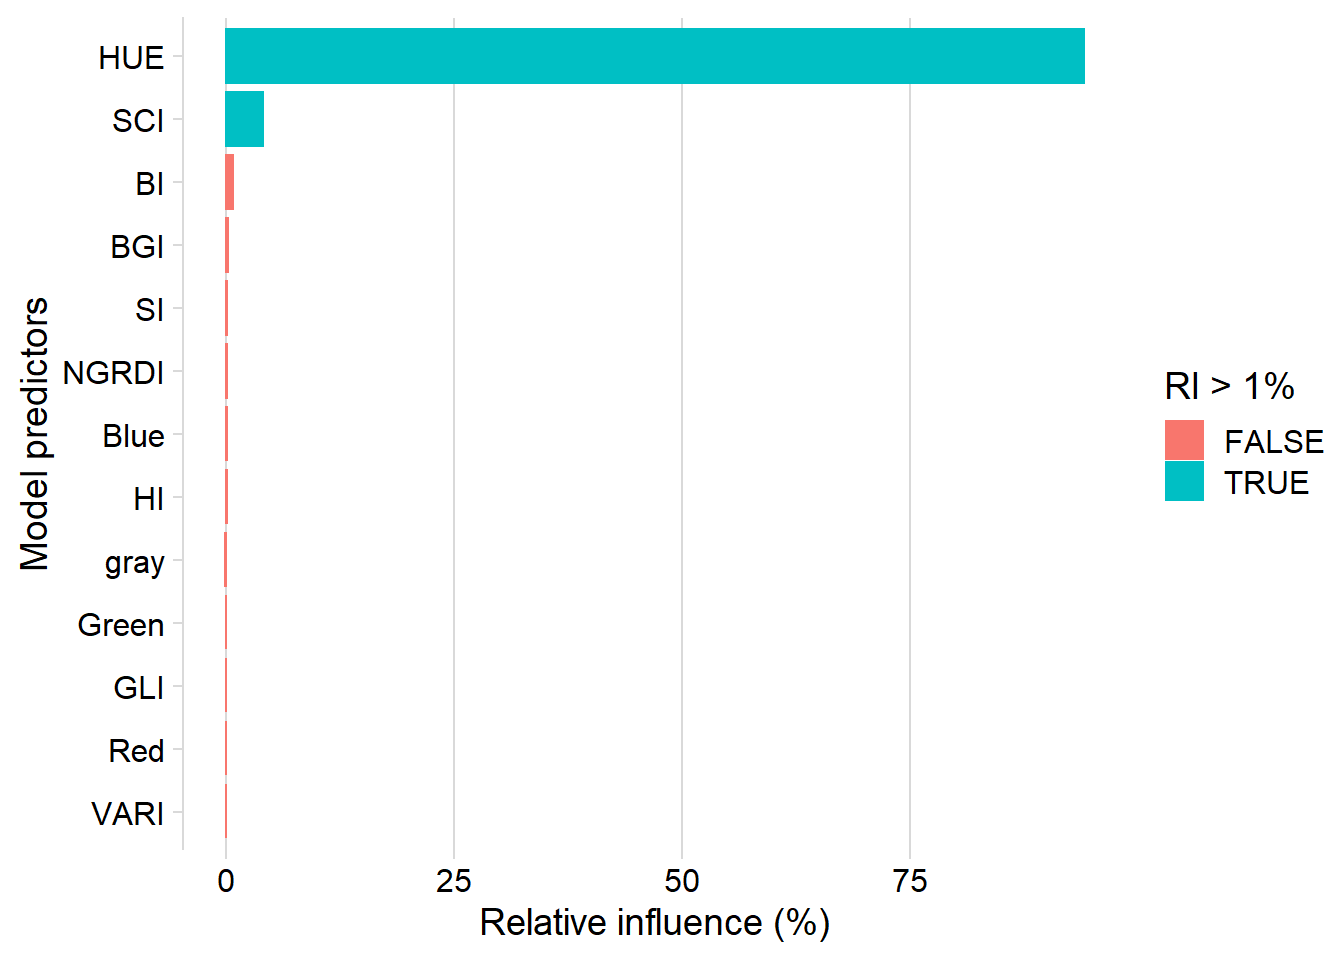 HUE
SCI
BI
BGI
SI
NGRDI
Blue
HI
gray
Green
GLI
Red
VARI
Model predictors
0 25 50 75
Relative influence (%)
RI > 1%
FALSE
TRUE